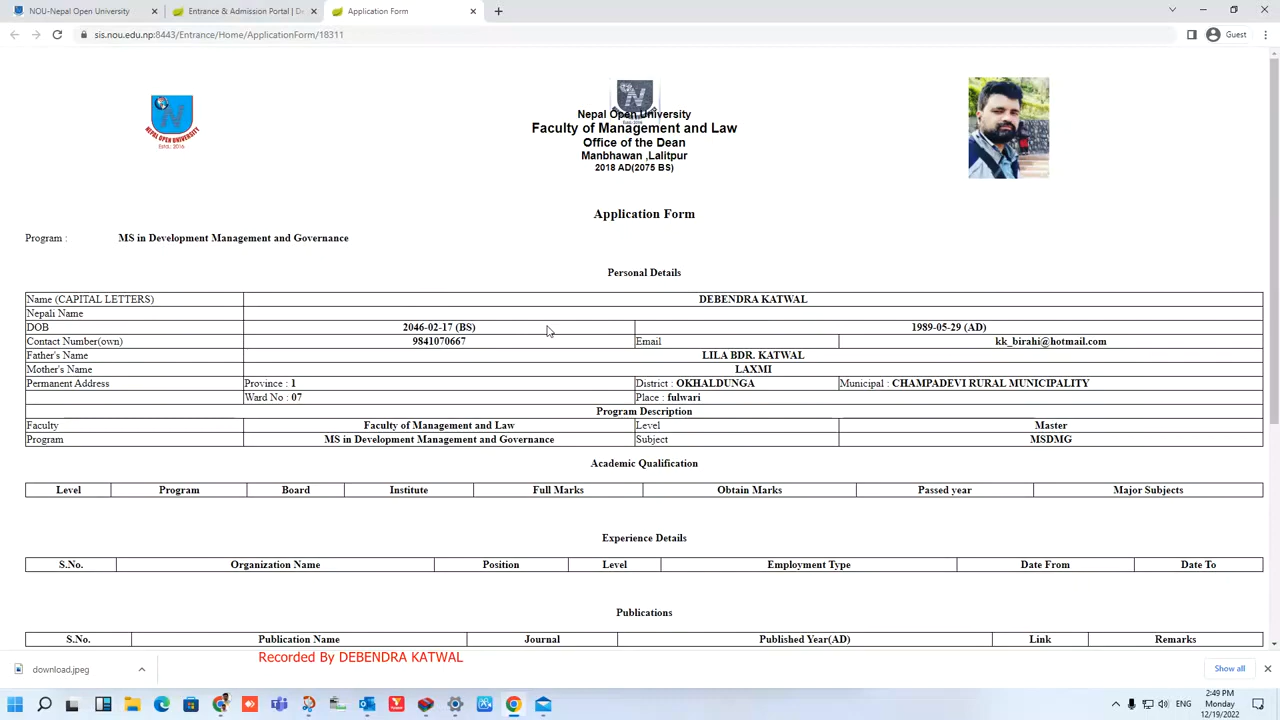 NOU-Open University
Entrance & Admission Portal | De
Application Form
sis.nou.edu.np:8443/Entrance/Home/ApplicationForm/18311
Guest
NEPAL OPEN UNIVERSITY
Estd.: 2016
Nepal Open University
Faculty of Management and Law
Office of the Dean
Manbhawan ,Lalitpur
2018 AD(2075 BS)
Application Form
Program : MS in Development Management and Governance
Personal Details
Name (CAPITAL LETTERS) DEBENDRA KATWAL
Nepali Name
DOB 2046-02-17 (BS) 1989-05-29 (AD)
Contact Number(own) 9841070667 Email kk_birahi@hotmail.com
Father's Name LILA BDR. KATWAL
Mother's Name LAXMI
Permanent Address Province : 1 District : OKHALDUNGA Municipal : CHAMPADEVI RURAL MUNICIPALITY
Ward No : 07 Place : fulwari
Program Description
Faculty Faculty of Management and Law Level Master
Program MS in Development Management and Governance Subject MSDMG
Academic Qualification
Level Program Board Institute Full Marks Obtain Marks Passed year Major Subjects
Experience Details
S.No. Organization Name Position Level Employment Type Date From Date To
Publications
S.No. Publication Name Journal Published Year(AD) Link Remarks
Recorded By DEBENDRA KATWAL
download.jpeg
Show all
ENG
2:49 PM
Monday
12/19/2022